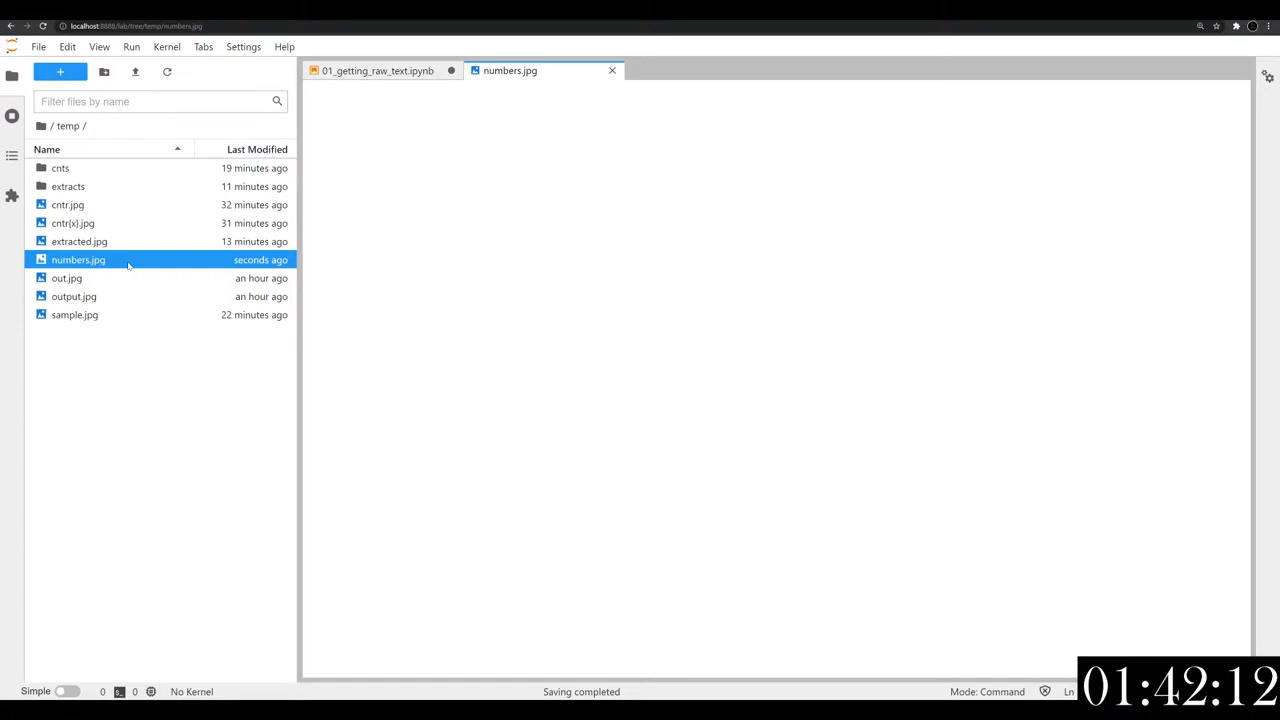 localhost:8888/lab/tree/temp/numbers.jpg
File Edit View Run Kernel Tabs Settings Help
01_getting_raw_text.ipynb numbers.jpg
Filter files by name
/ temp /
Name Last Modified
cnts 19 minutes ago
extracts 11 minutes ago
cntr.jpg 32 minutes ago
cntr{x}.jpg 31 minutes ago
extracted.jpg 13 minutes ago
numbers.jpg seconds ago
out.jpg an hour ago
output.jpg an hour ago
sample.jpg 22 minutes ago
Simple 0 0 No Kernel Saving completed Mode: Command Ln
01:42:12